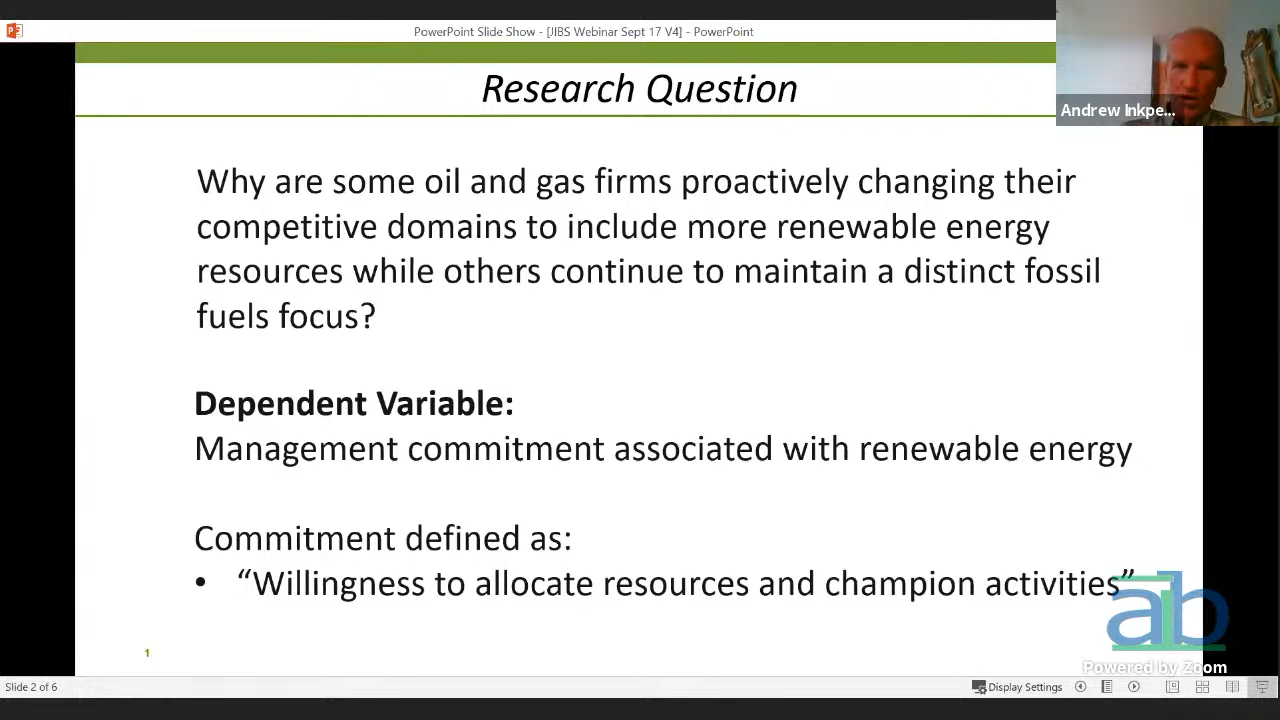 PowerPoint Slide Show - [JIBS Webinar Sept 17 V4] - PowerPoint
Research Question
Andrew Inkpe...
Why are some oil and gas firms proactively changing their
competitive domains to include more renewable energy
resources while others continue to maintain a distinct fossil
fuels focus?
Dependent Variable:
Management commitment associated with renewable energy
Commitment defined as:
• “Willingness to allocate resources and champion activities”
aib
Powered by Zoom
1
Slide 2 of 6
Display Settings